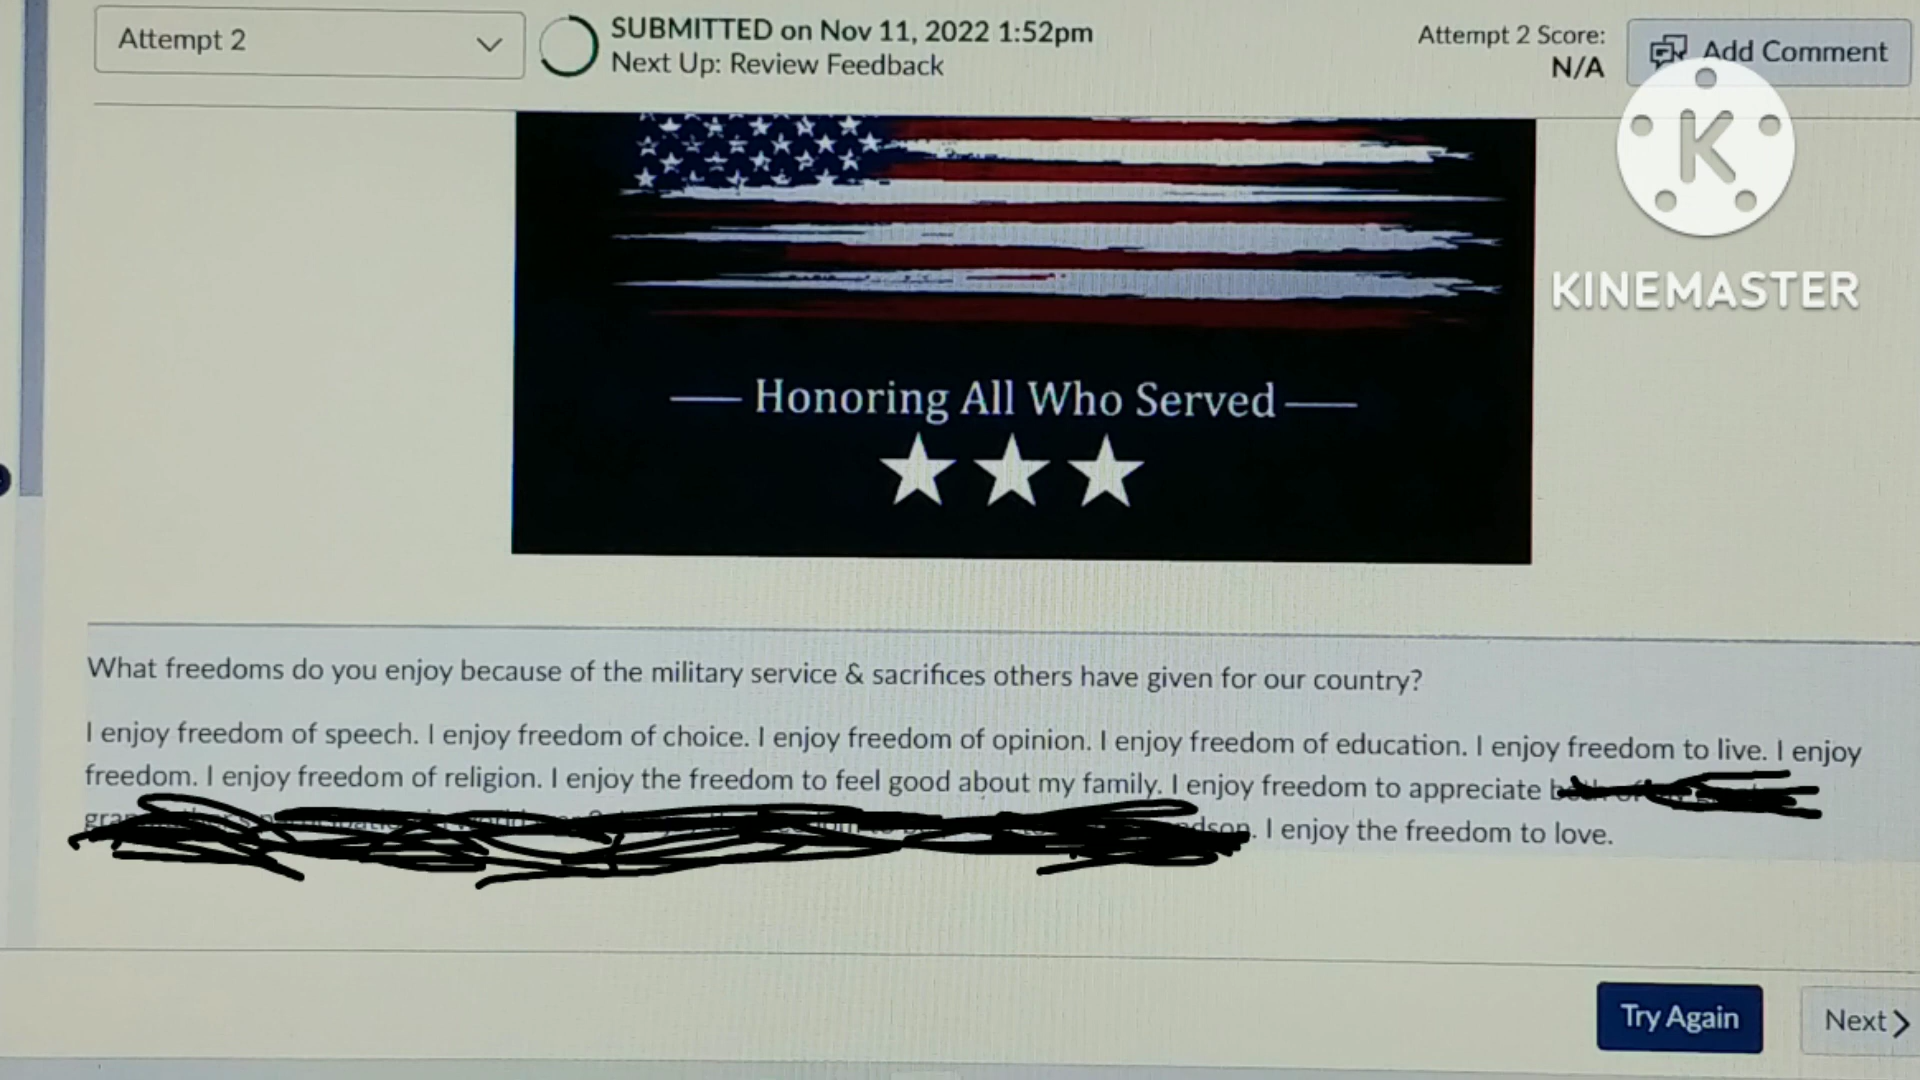 Attempt 2
SUBMITTED on Nov 11, 2022 1:52pm
Next Up: Review Feedback
Attempt 2 Score:
N/A
Add Comment
K
KINEMASTER
Honoring All Who Served
What freedoms do you enjoy because of the military service & sacrifices others have given for our country?
I enjoy freedom of speech. I enjoy freedom of choice. I enjoy freedom of opinion. I enjoy freedom of education. I enjoy freedom to live. I enjoy
freedom. I enjoy freedom of religion. I enjoy the freedom to feel good about my family. I enjoy freedom to appreciate
. I enjoy the freedom to love.
Try Again
Next